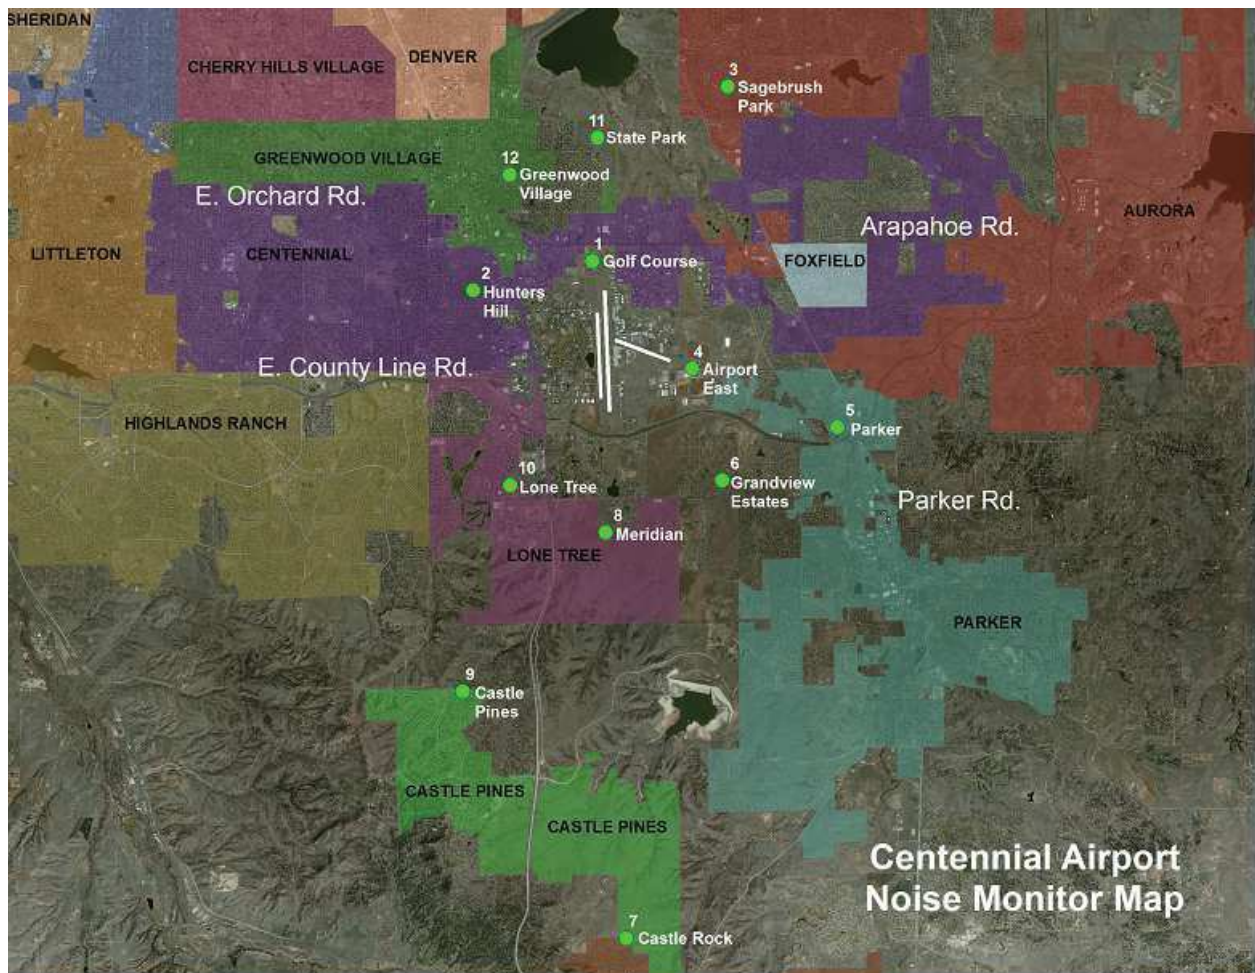 SHERIDAN
CHERRY HILLS VILLAGE
DENVER
3
Sagebrush
Park
11
State Park
GREENWOOD VILLAGE
12
Greenwood
Village
E. Orchard Rd.
AURORA
Arapahoe Rd.
LITTLETON
CENTENNIAL
1
Golf Course
FOXFIELD
2
Hunters
Hill
E. County Line Rd.
4
Airport
East
HIGHLANDS RANCH
5
Parker
10
Lone Tree
6
Grandview
Estates
Parker Rd.
8
Meridian
LONE TREE
PARKER
9
Castle
Pines
CASTLE PINES
CASTLE PINES
Centennial Airport
Noise Monitor Map
7
Castle Rock